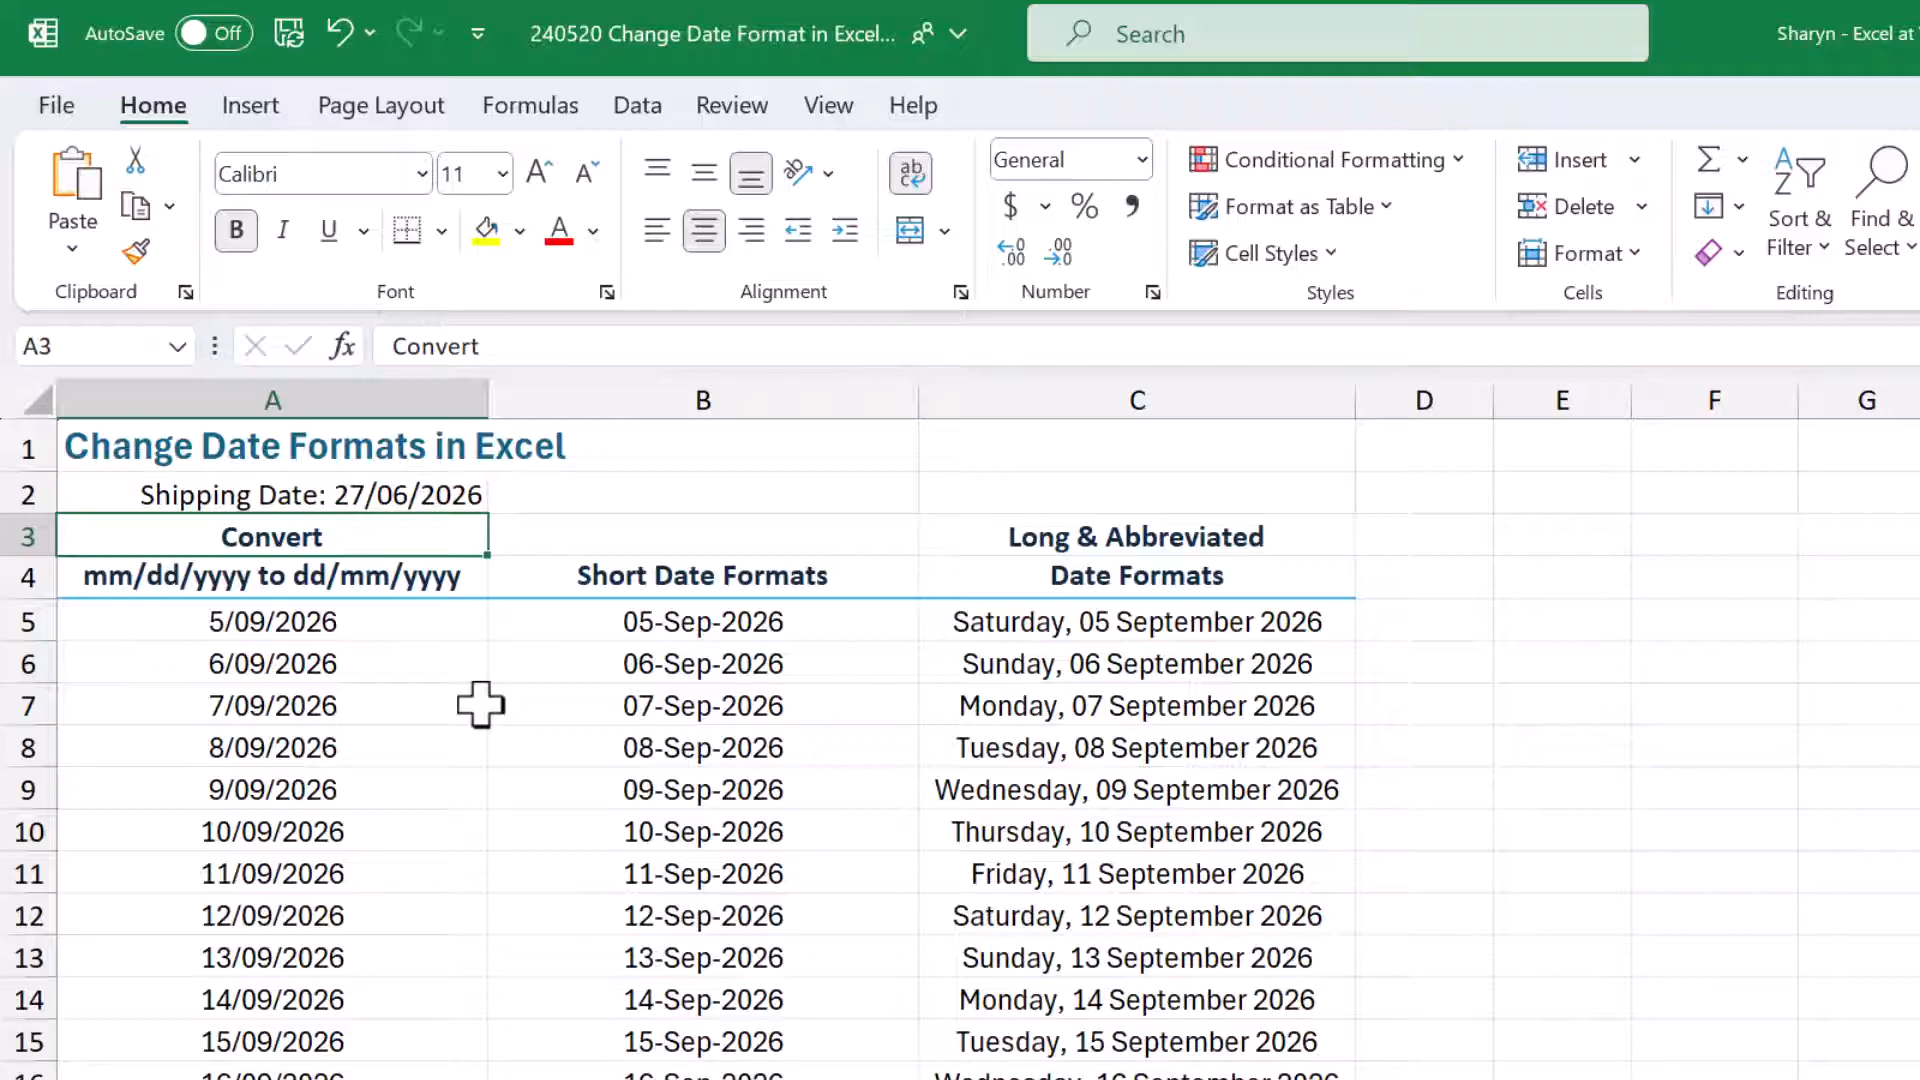 AutoSave Off 240520 Change Date Format in Excel... Search Sharyn - Excel at
File Home Insert Page Layout Formulas Data Review View Help
Paste
Clipboard
Calibri 11
B I U A
Font
ab
Alignment
General
$ % ,
Number
Conditional Formatting
Format as Table
Cell Styles
Styles
Insert
Delete
Format
Cells
Sort &
Filter
Find &
Select
Editing
A3 fx Convert
A B C D E F G
1 Change Date Formats in Excel
2 Shipping Date: 27/06/2026
3 Convert Long & Abbreviated
4 mm/dd/yyyy to dd/mm/yyyy Short Date Formats Date Formats
5 5/09/2026 05-Sep-2026 Saturday, 05 September 2026
6 6/09/2026 06-Sep-2026 Sunday, 06 September 2026
7 7/09/2026 07-Sep-2026 Monday, 07 September 2026
8 8/09/2026 08-Sep-2026 Tuesday, 08 September 2026
9 9/09/2026 09-Sep-2026 Wednesday, 09 September 2026
10 10/09/2026 10-Sep-2026 Thursday, 10 September 2026
11 11/09/2026 11-Sep-2026 Friday, 11 September 2026
12 12/09/2026 12-Sep-2026 Saturday, 12 September 2026
13 13/09/2026 13-Sep-2026 Sunday, 13 September 2026
14 14/09/2026 14-Sep-2026 Monday, 14 September 2026
15 15/09/2026 15-Sep-2026 Tuesday, 15 September 2026